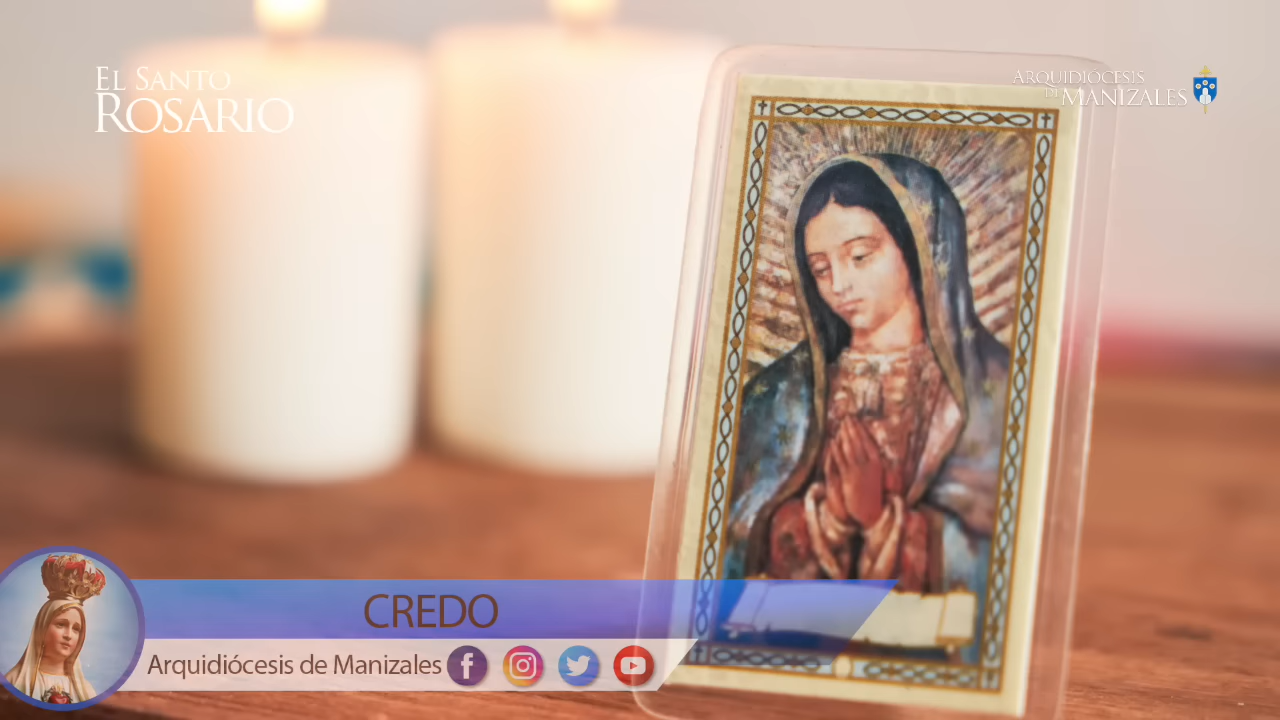 El Santo
Rosario
Arquidiócesis
de Manizales
CREDO
Arquidiócesis de Manizales